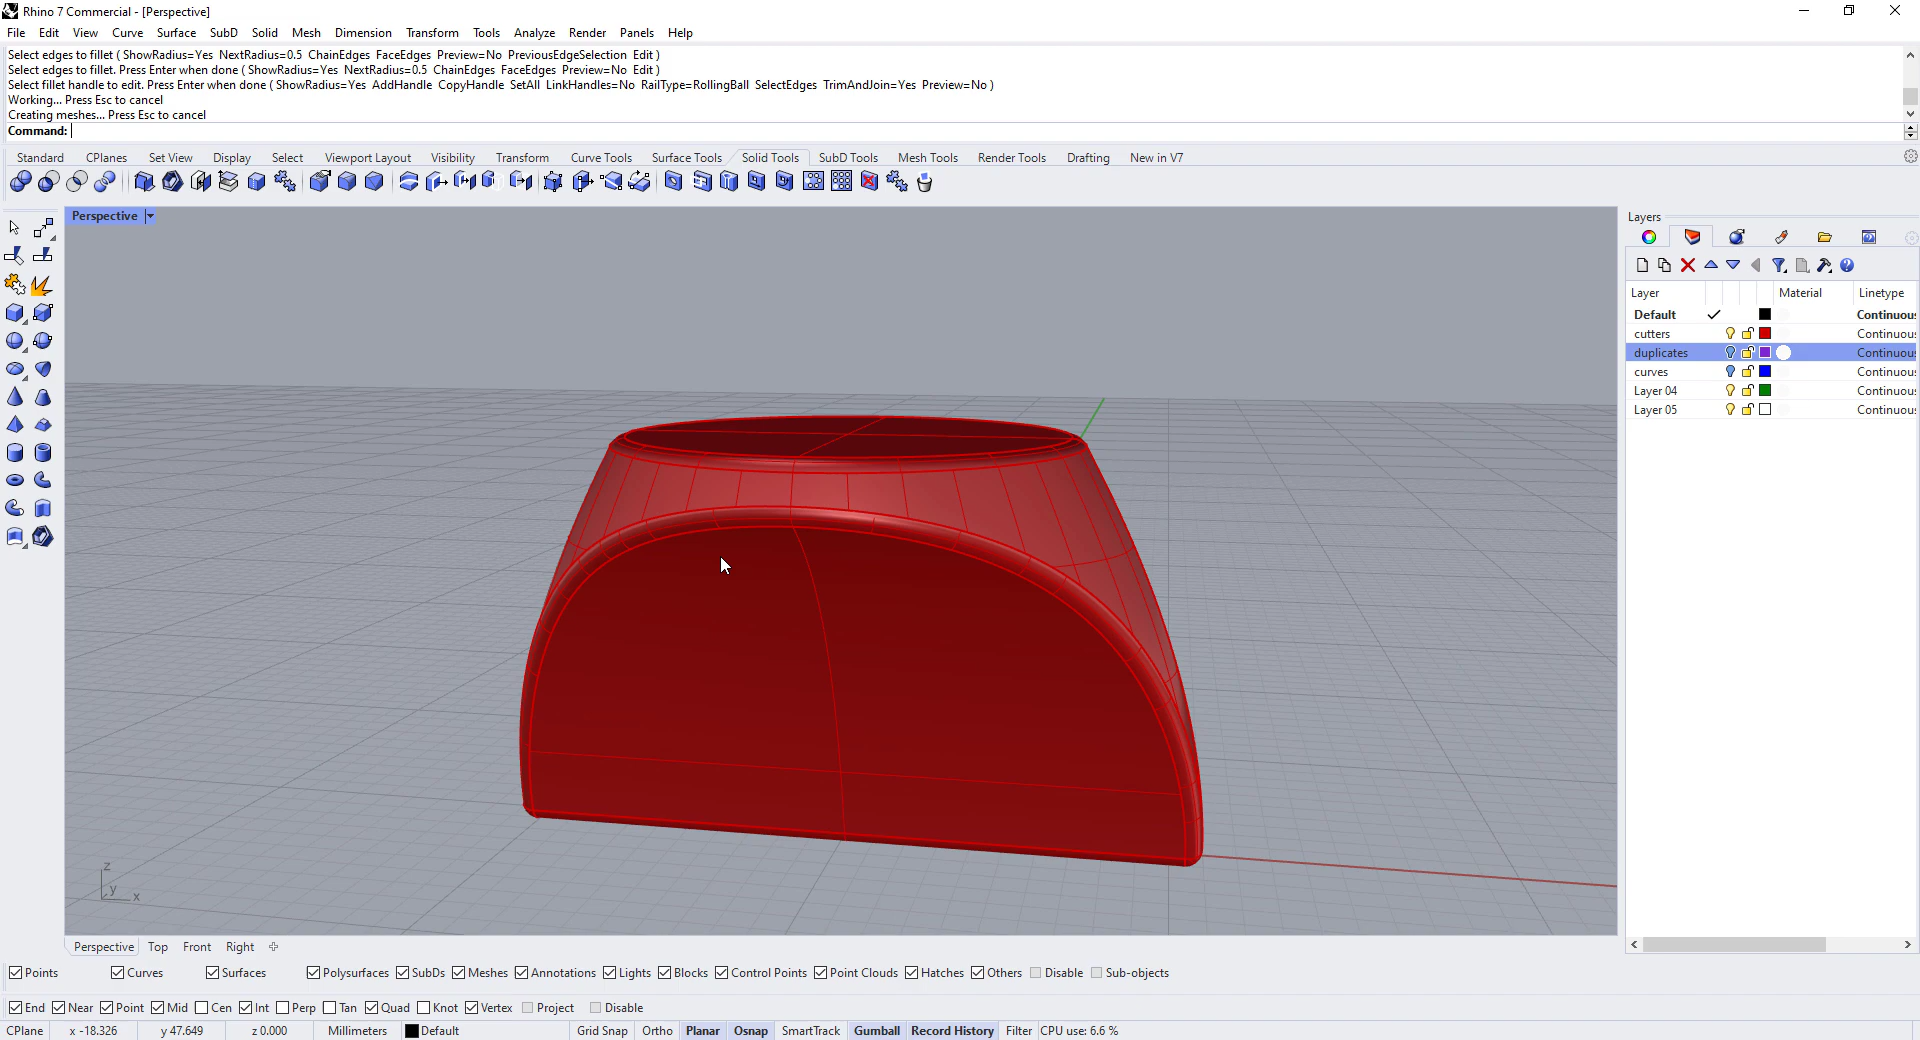 Rhino 7 Commercial - [Perspective]
File Edit View Curve Surface SubD Solid Mesh Dimension Transform Tools Analyze Render Panels Help
Select edges to fillet ( ShowRadius=Yes NextRadius=0.5 ChainEdges FaceEdges Preview=No PreviousEdgeSelection Edit )
Select edges to fillet. Press Enter when done ( ShowRadius=Yes NextRadius=0.5 ChainEdges FaceEdges Preview=No Edit )
Select fillet handle to edit. Press Enter when done ( ShowRadius=Yes AddHandle CopyHandle SetAll LinkHandles=No RailType=RollingBall SelectEdges TrimAndJoin=Yes Preview=No )
Working... Press Esc to cancel
Creating meshes... Press Esc to cancel
Command:
Standard CPlanes Set View Display Select Viewport Layout Visibility Transform Curve Tools Surface Tools Solid Tools SubD Tools Mesh Tools Render Tools Drafting New in V7
Perspective
Layers
Layer Material Linetype
Default Continuous
cutters Continuous
duplicates Continuous
curves Continuous
Layer 04 Continuous
Layer 05 Continuous
z
y
x
Perspective Top Front Right
Points Curves Surfaces Polysurfaces SubDs Meshes Annotations Lights Blocks Control Points Point Clouds Hatches Others Disable Sub-objects
End Near Point Mid Cen Int Perp Tan Quad Knot Vertex Project Disable
CPlane x -18.326 y 47.649 z 0.000 Millimeters Default Grid Snap Ortho Planar Osnap SmartTrack Gumball Record History Filter CPU use: 6.6 %